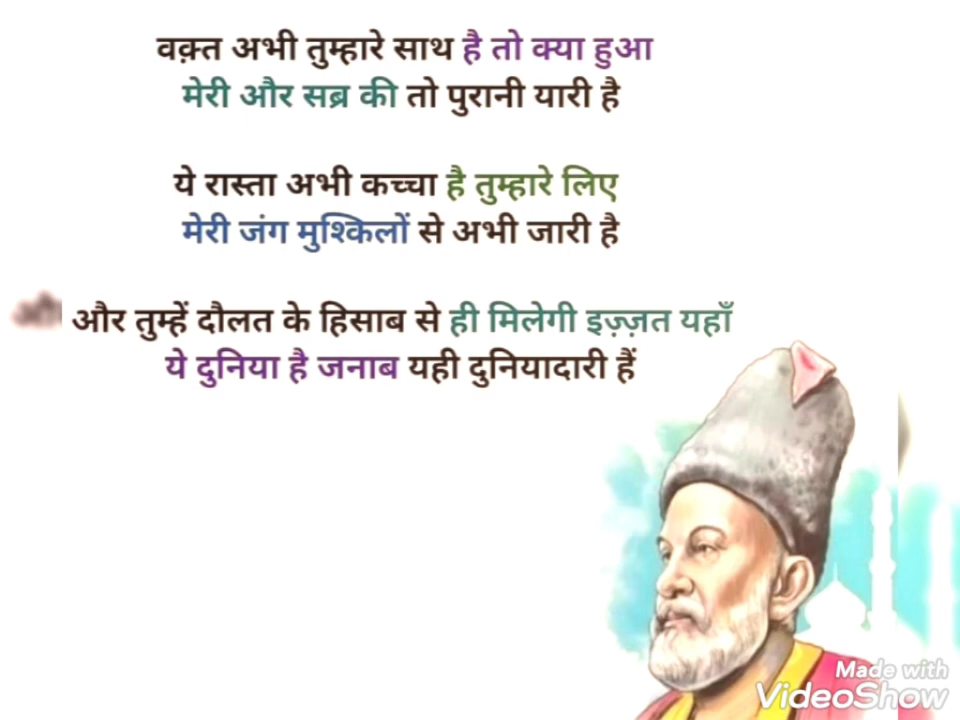 वक़्त अभी तुम्हारे साथ है तो क्या हुआ
मेरी और सब्र की तो पुरानी यारी है
ये रास्ता अभी कच्चा है तुम्हारे लिए
मेरी जंग मुश्किलों से अभी जारी है
और तुम्हें दौलत के हिसाब से ही मिलेगी इज़्ज़त यहाँ
ये दुनिया है जनाब यही दुनियादारी हैं
Made with
VideoShow